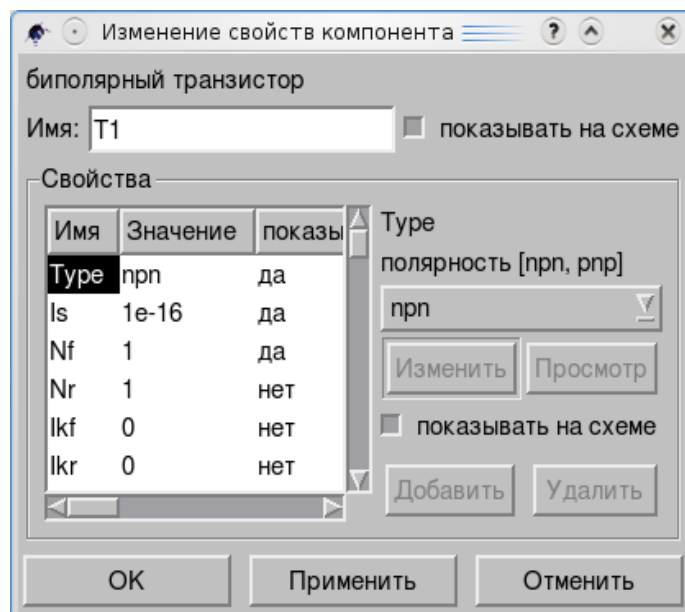 Изменение свойств компонента
биполярный транзистор
Имя: T1 показывать на схеме
Свойства
Имя Значение показы
Type npn да
Is 1e-16 да
Nf 1 да
Nr 1 нет
Ikf 0 нет
Ikr 0 нет
Type
полярность [npn, pnp]
npn
Изменить Просмотр
показывать на схеме
Добавить Удалить
OK Применить Отменить